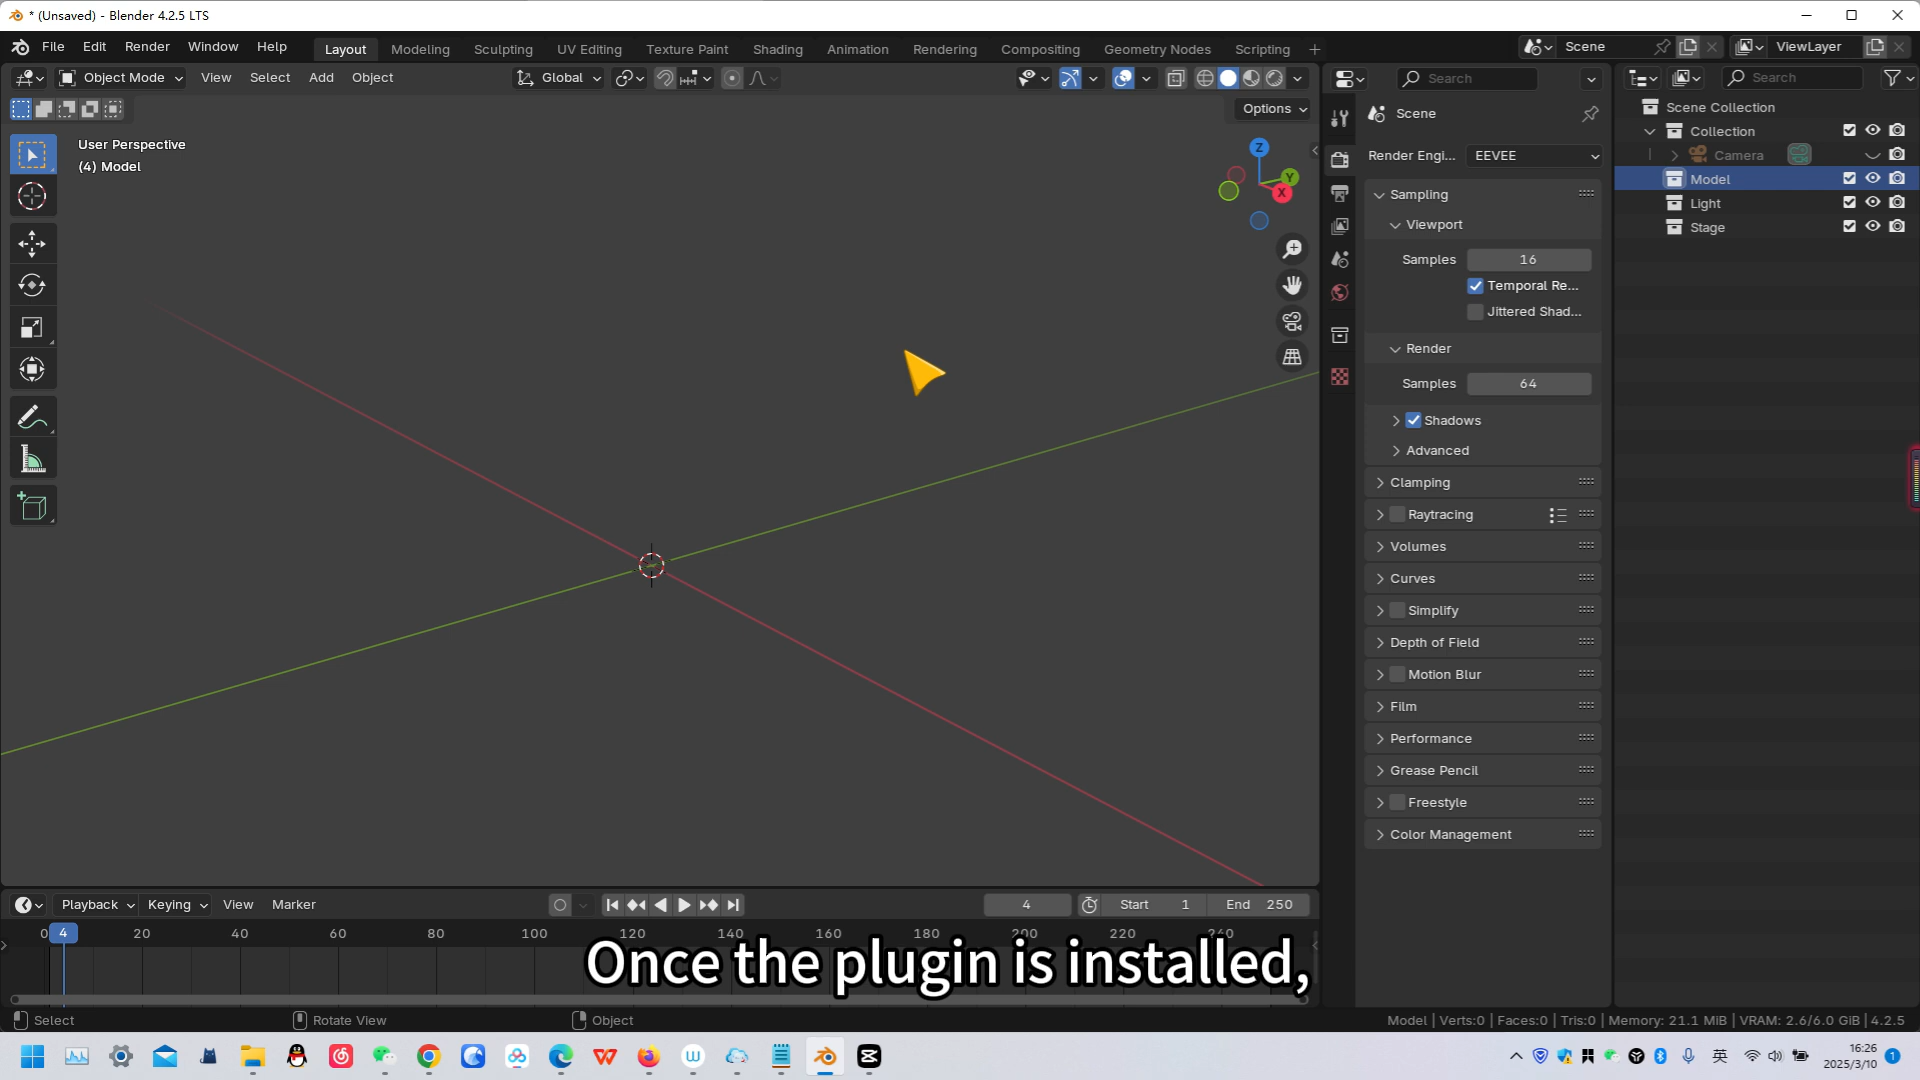 * (Unsaved) - Blender 4.2.5 LTS
File Edit Render Window Help
Layout Modeling Sculpting UV Editing Texture Paint Shading Animation Rendering Compositing Geometry Nodes Scripting
Scene
ViewLayer
Object Mode View Select Add Object
Global
Search
Search
Options
User Perspective
(4) Model
Z
Y
X
Scene
Render Engi... EEVEE
Sampling
Viewport
Samples 16
Temporal Re...
Jittered Shad...
Render
Samples 64
Shadows
Advanced
Clamping
Raytracing
Volumes
Curves
Simplify
Depth of Field
Motion Blur
Film
Performance
Grease Pencil
Freestyle
Color Management
Scene Collection
Collection
Camera
Model
Light
Stage
Playback Keying View Marker
4
Start 1
End 250
0 4 20 40 60 80 100 120 140 160 180 200 220 240
Once the plugin is installed,
Select
Rotate View
Object
Model | Verts:0 | Faces:0 | Tris:0 | Memory: 21.1 MiB | VRAM: 2.6/6.0 GiB | 4.2.5
英
16:26
2025/3/10
1